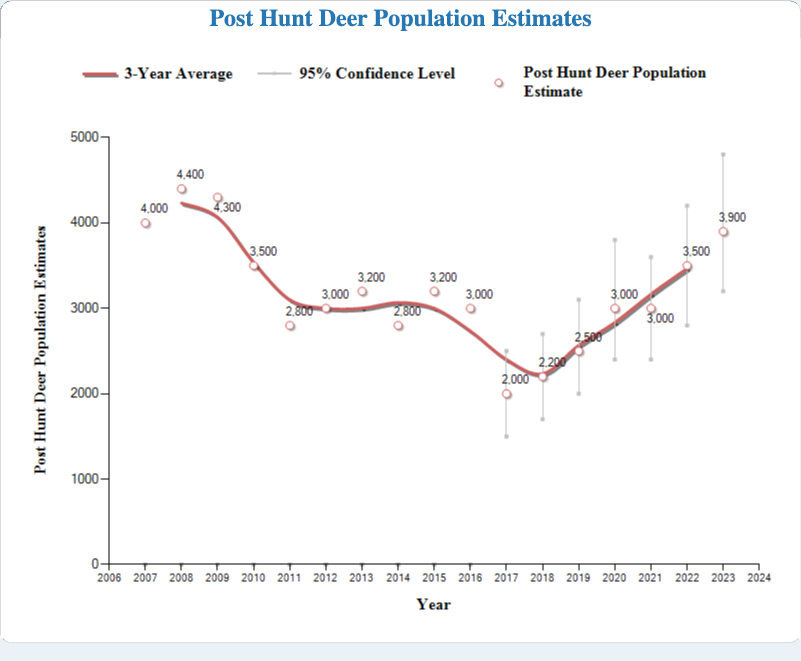 Post Hunt Deer Population Estimates
3-Year Average
95% Confidence Level
Post Hunt Deer Population
Estimate
Post Hunt Deer Population Estimates
5000
4000
3000
2000
1000
0
4,000
4,400
4,300
3,500
2,800
3,000
3,200
2,800
3,200
3,000
2,000
2,200
2,500
3,000
3,000
3,500
3,900
2006 2007 2008 2009 2010 2011 2012 2013 2014 2015 2016 2017 2018 2019 2020 2021 2022 2023 2024
Year